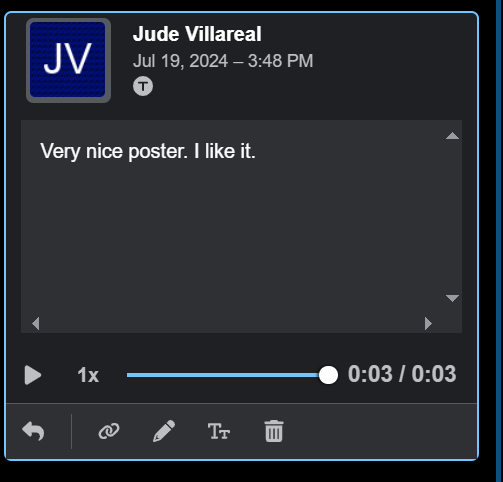 JV
Jude Villareal
Jul 19, 2024 – 3:48 PM
T
Very nice poster. I like it.
1x
0:03 / 0:03
TT